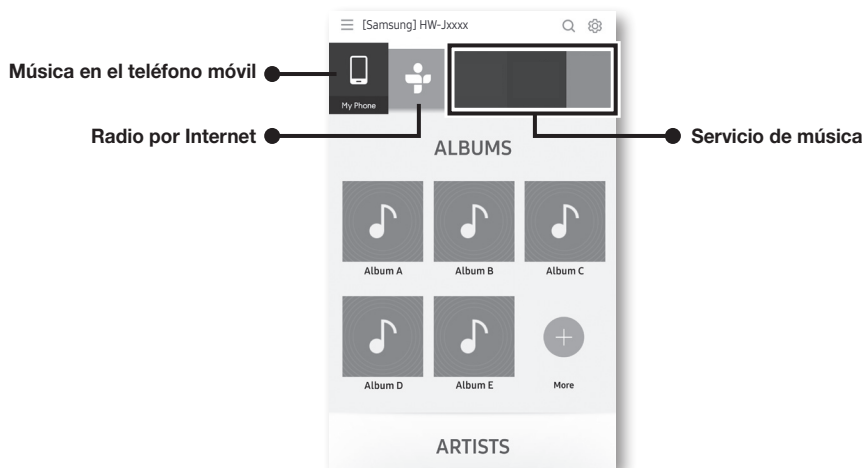 [Samsung] HW-Jxxxx
Música en el teléfono móvil
My Phone
Radio por Internet
Servicio de música
ALBUMS
Album A
Album B
Album C
Album D
Album E
More
ARTISTS